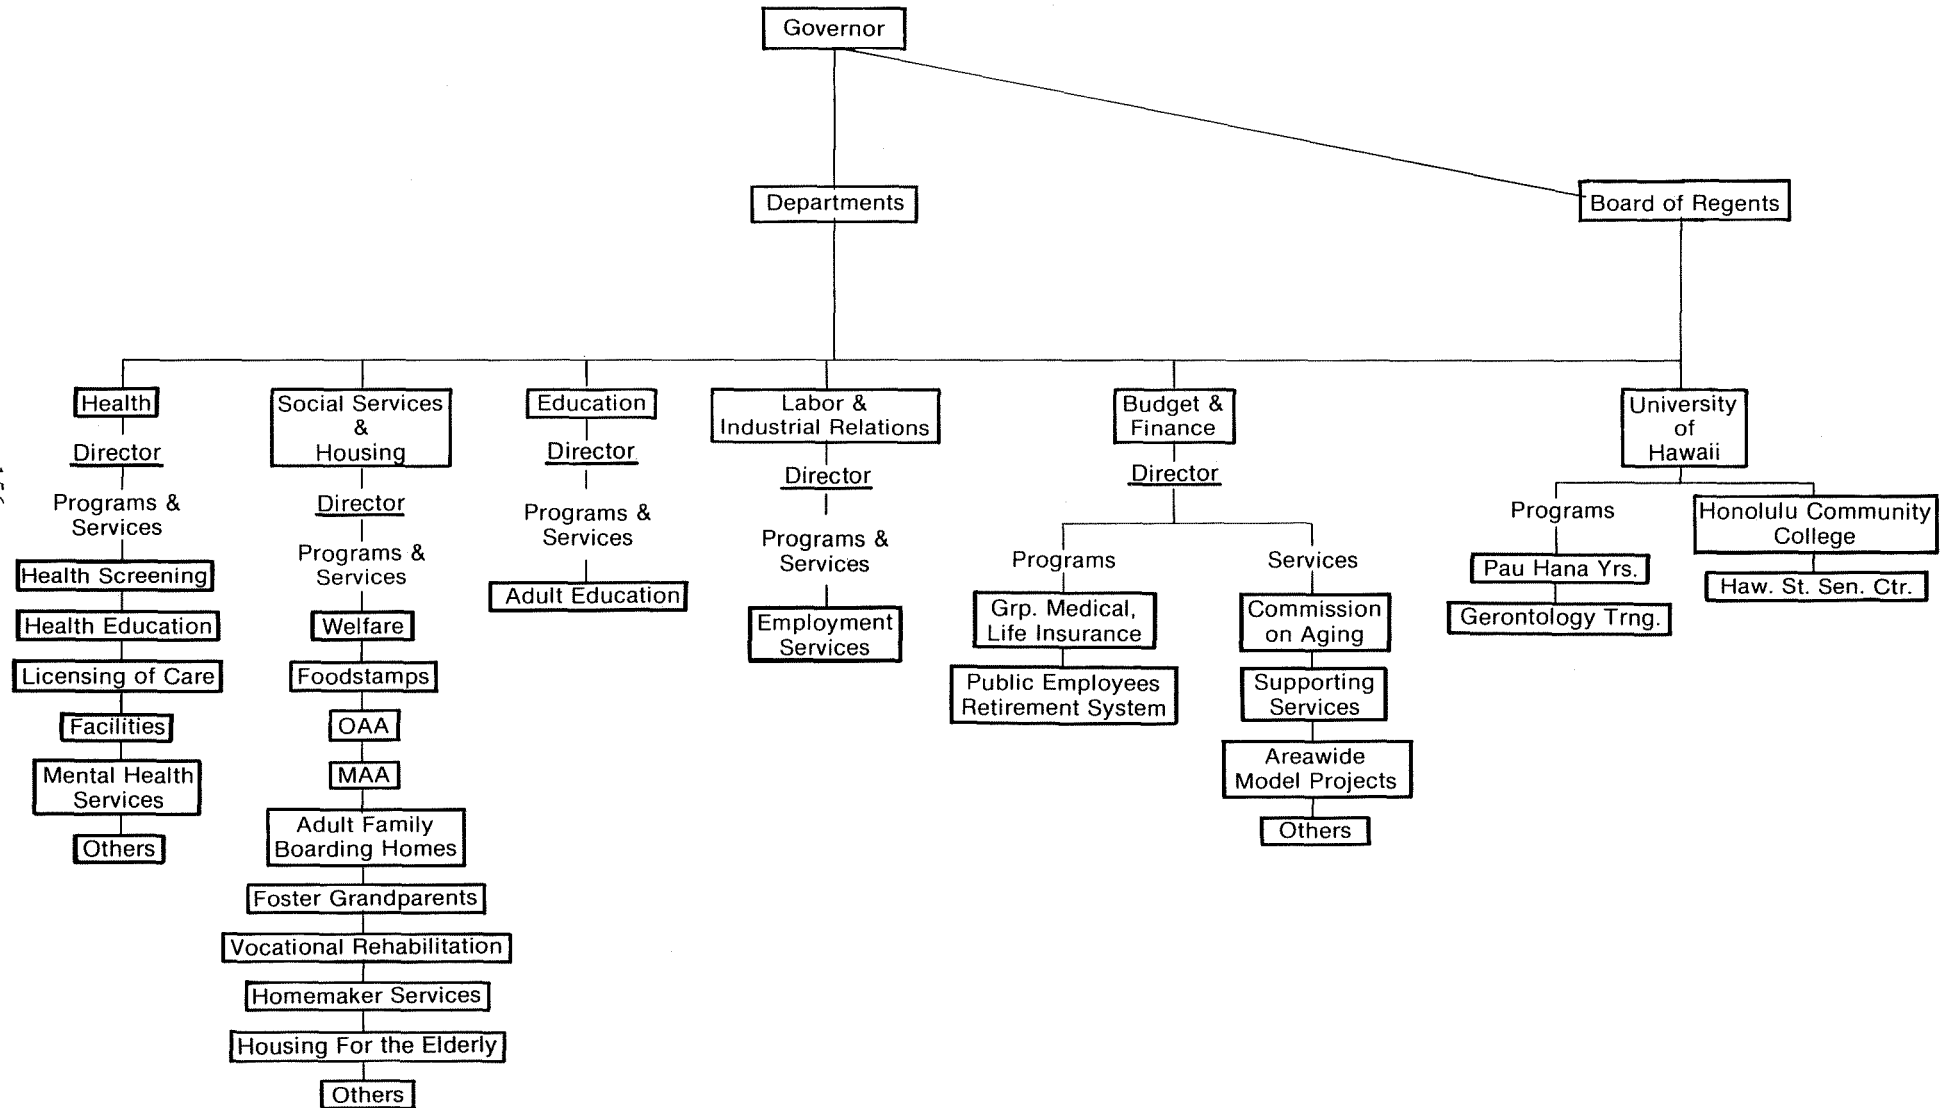 Governor
Departments
Board of Regents
Health
Director
Programs &
Services
Health Screening
Health Education
Licensing of Care
Facilities
Mental Health
Services
Others
Social Services
&
Housing
Director
Programs &
Services
Welfare
Foodstamps
OAA
MAA
Adult Family
Boarding Homes
Foster Grandparents
Vocational Rehabilitation
Homemaker Services
Housing For the Elderly
Others
Education
Director
Programs &
Services
Adult Education
Labor &
Industrial Relations
Director
Programs &
Services
Employment
Services
Budget &
Finance
Director
Programs
Grp. Medical,
Life Insurance
Public Employees
Retirement System
Services
Commission
on Aging
Supporting
Services
Areawide
Model Projects
Others
University
of
Hawaii
Programs
Pau Hana Yrs.
Gerontology Trng.
Honolulu Community
College
Haw. St. Sen. Ctr.